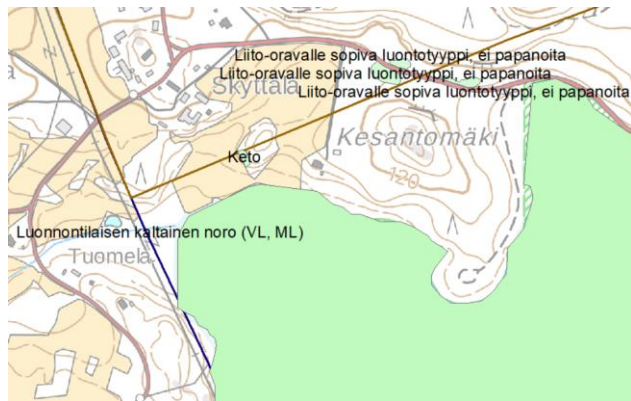 Liito-oravalle sopiva luontotyyppi, ei papanoita
Liito-oravalle sopiva luontotyyppi, ei papanoita
Skyttälä
Liito-oravalle sopiva luontotyyppi, ei papanoita
Kesantomäki
Keto
120
Luonnontilaisen kaltainen noro (VL, ML)
Tuomela